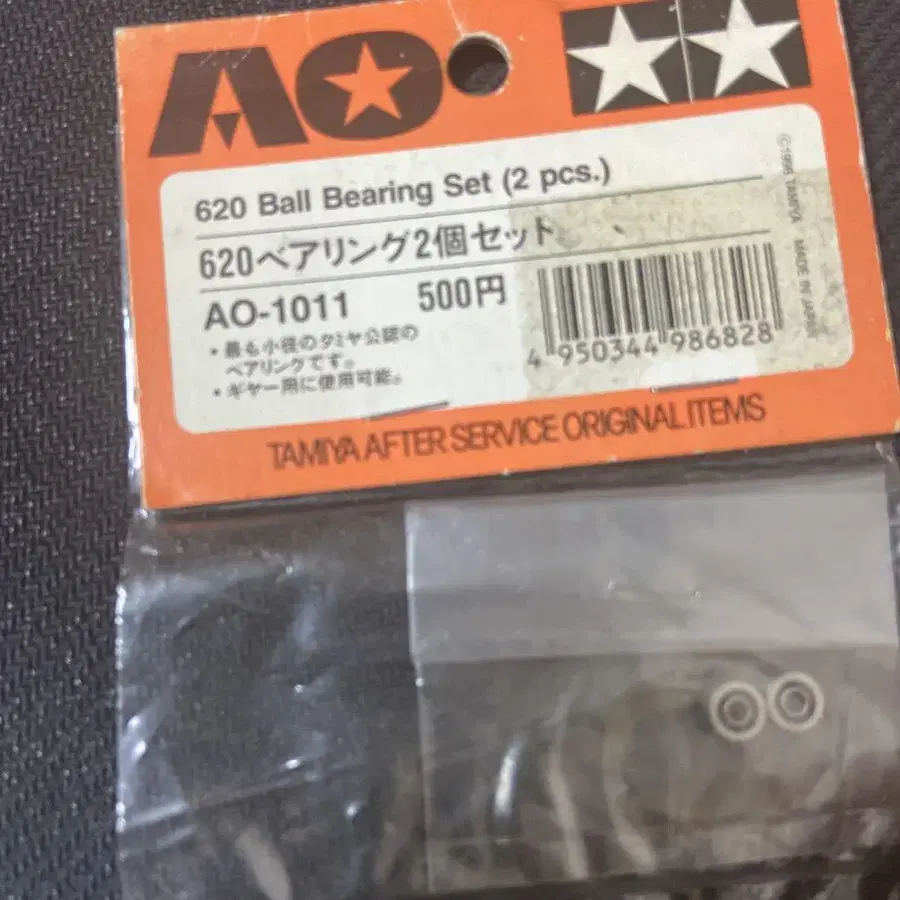 AO
620 Ball Bearing Set (2 pcs.)
620ベアリング2個セット
AO-1011 500円
・最も小径のタミヤ公認の
ベアリングです。
・ギヤー用に使用可能。
4 950344 986828
TAMIYA AFTER SERVICE ORIGINAL ITEMS
©1996 TAMIYA MADE IN JAPAN